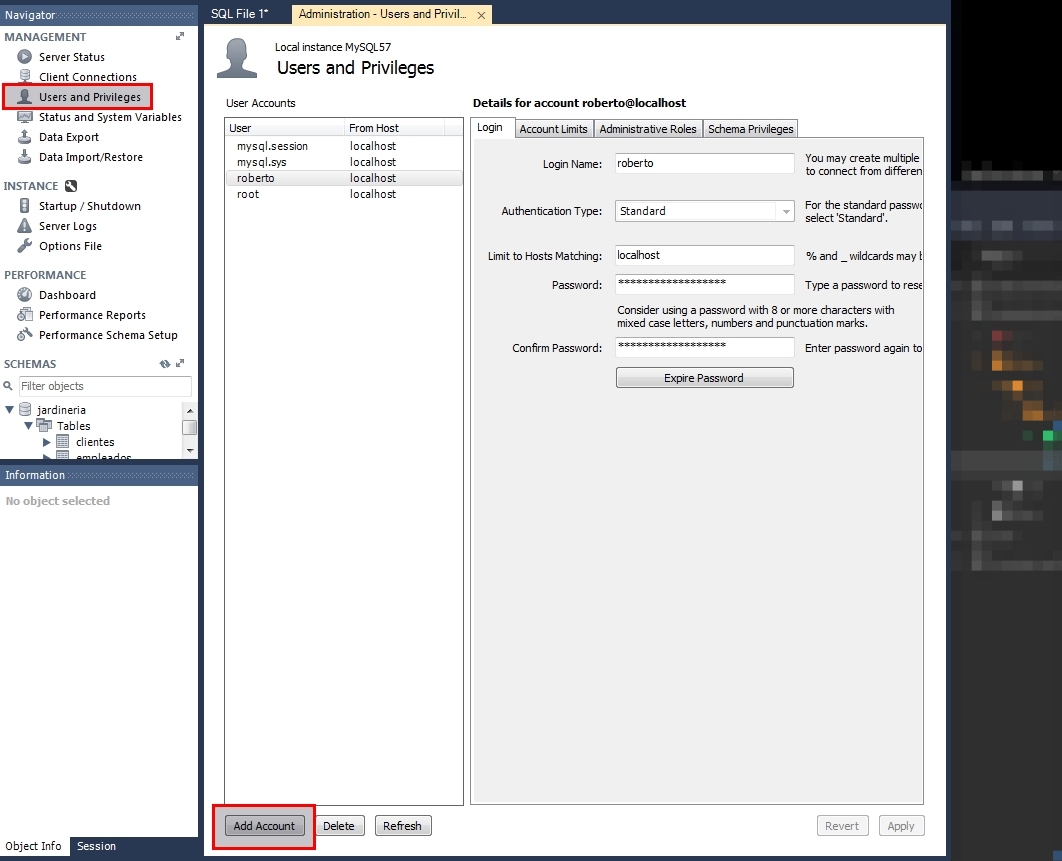 Navigator
MANAGEMENT
Server Status
Client Connections
Users and Privileges
Status and System Variables
Data Export
Data Import/Restore
INSTANCE
Startup / Shutdown
Server Logs
Options File
PERFORMANCE
Dashboard
Performance Reports
Performance Schema Setup
SCHEMAS
Filter objects
jardineria
Tables
clientes
empleados
Information
No object selected
Object Info Session
SQL File 1* Administration - Users and Privil... ×
Local instance MySQL57
Users and Privileges
User Accounts
User From Host
mysql.session localhost
mysql.sys localhost
roberto localhost
root localhost
Add Account Delete Refresh
Details for account roberto@localhost
Login Account Limits Administrative Roles Schema Privileges
Login Name: roberto You may create multiple
to connect from differen
Authentication Type: Standard For the standard passwo
select 'Standard'.
Limit to Hosts Matching: localhost % and _ wildcards may b
Password: ****************** Type a password to rese
Consider using a password with 8 or more characters with
mixed case letters, numbers and punctuation marks.
Confirm Password: ****************** Enter password again to
Expire Password
Revert Apply